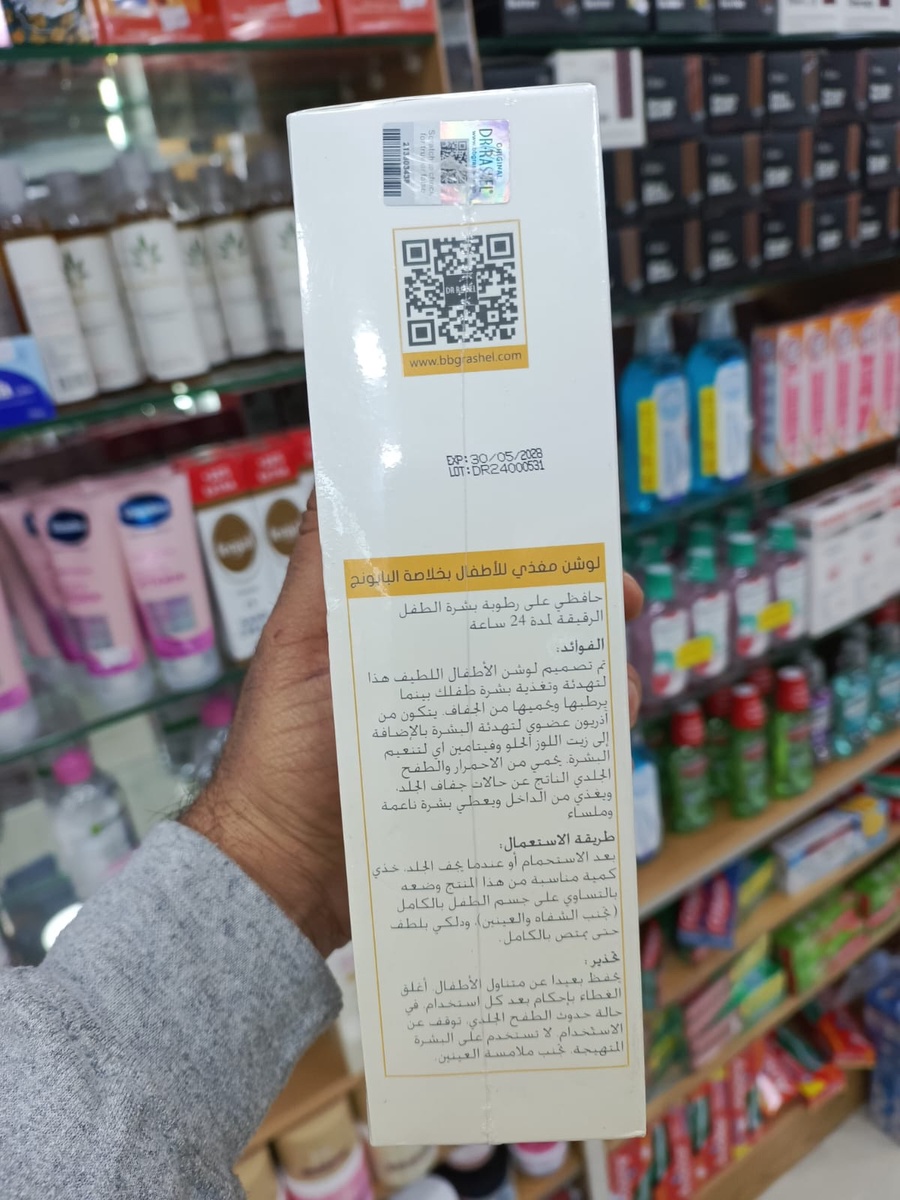 ORIGINAL
DR.RASHEL
DR.RASHEL
www.bbgrashel.com
EXP:30/05/2028
LOT:DR24000531
لوشن مغذي للأطفال بخلاصة البابونج
حافظي على رطوبة بشرة الطفل
الرقيقة لمدة 24 ساعة
الفوائد:
تم تصميم لوشن الأطفال اللطيف هذا
لتهدئة وتغذية بشرة طفلك بينما
يرطبها ويحميها من الجفاف. يتكون من
آذريون عضوي لتهدئة البشرة بالإضافة
إلى زيت اللوز الحلو وفيتامين اي لتنعيم
البشرة. يحمي من الاحمرار والطفح
الجلدي الناتج عن حالات جفاف الجلد.
ويغذي من الداخل ويعطي بشرة ناعمة
وملساء
طريقة الاستعمال:
بعد الاستحمام أو عندما يجف الجلد، خذي
كمية مناسبة من هذا المنتج وضعه
بالتساوي على جسم الطفل بالكامل
(تجنب الشفاه والعينين)، ودلكي بلطف
حتى يمتص بالكامل.
تحذير:
يحفظ بعيدا عن متناول الأطفال. أغلق
الغطاء بإحكام بعد كل استخدام. في
حالة حدوث الطفح الجلدي، توقف عن
الاستخدام. لا تستخدم على البشرة
المتهيجة. تجنب ملامسة العينين.